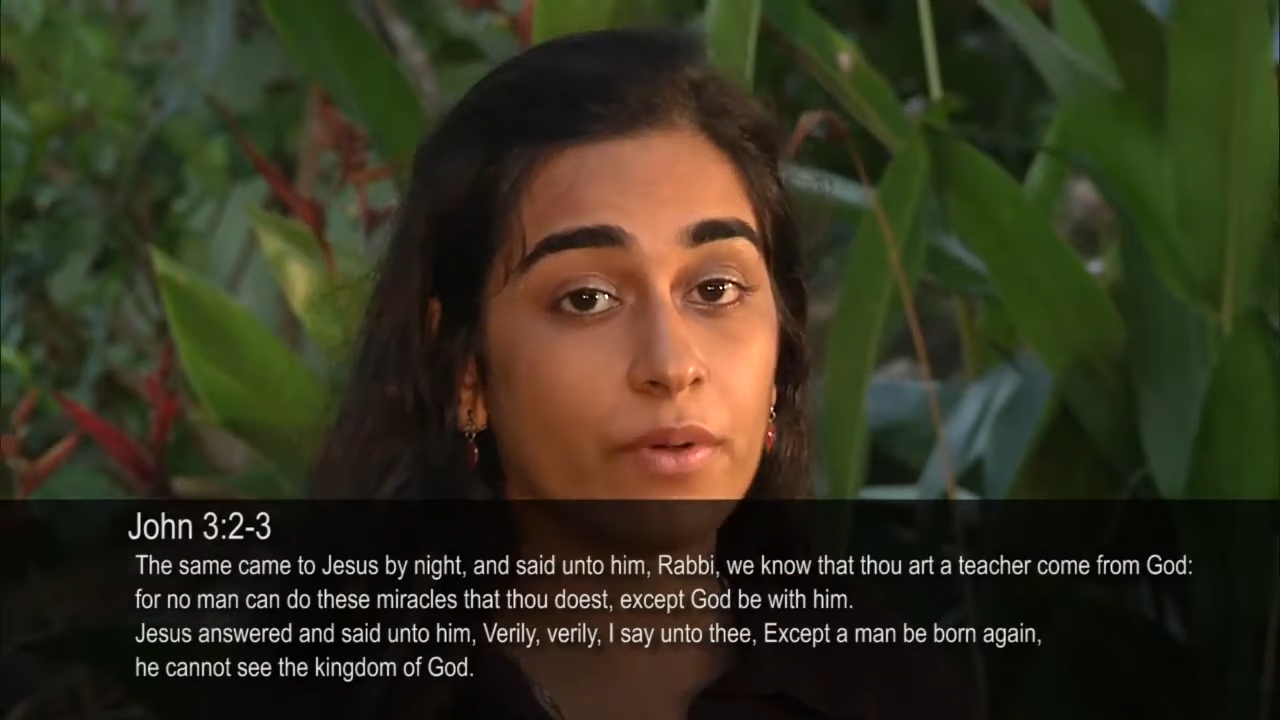 John 3:2-3
The same came to Jesus by night, and said unto him, Rabbi, we know that thou art a teacher come from God:
for no man can do these miracles that thou doest, except God be with him.
Jesus answered and said unto him, Verily, verily, I say unto thee, Except a man be born again,
he cannot see the kingdom of God.